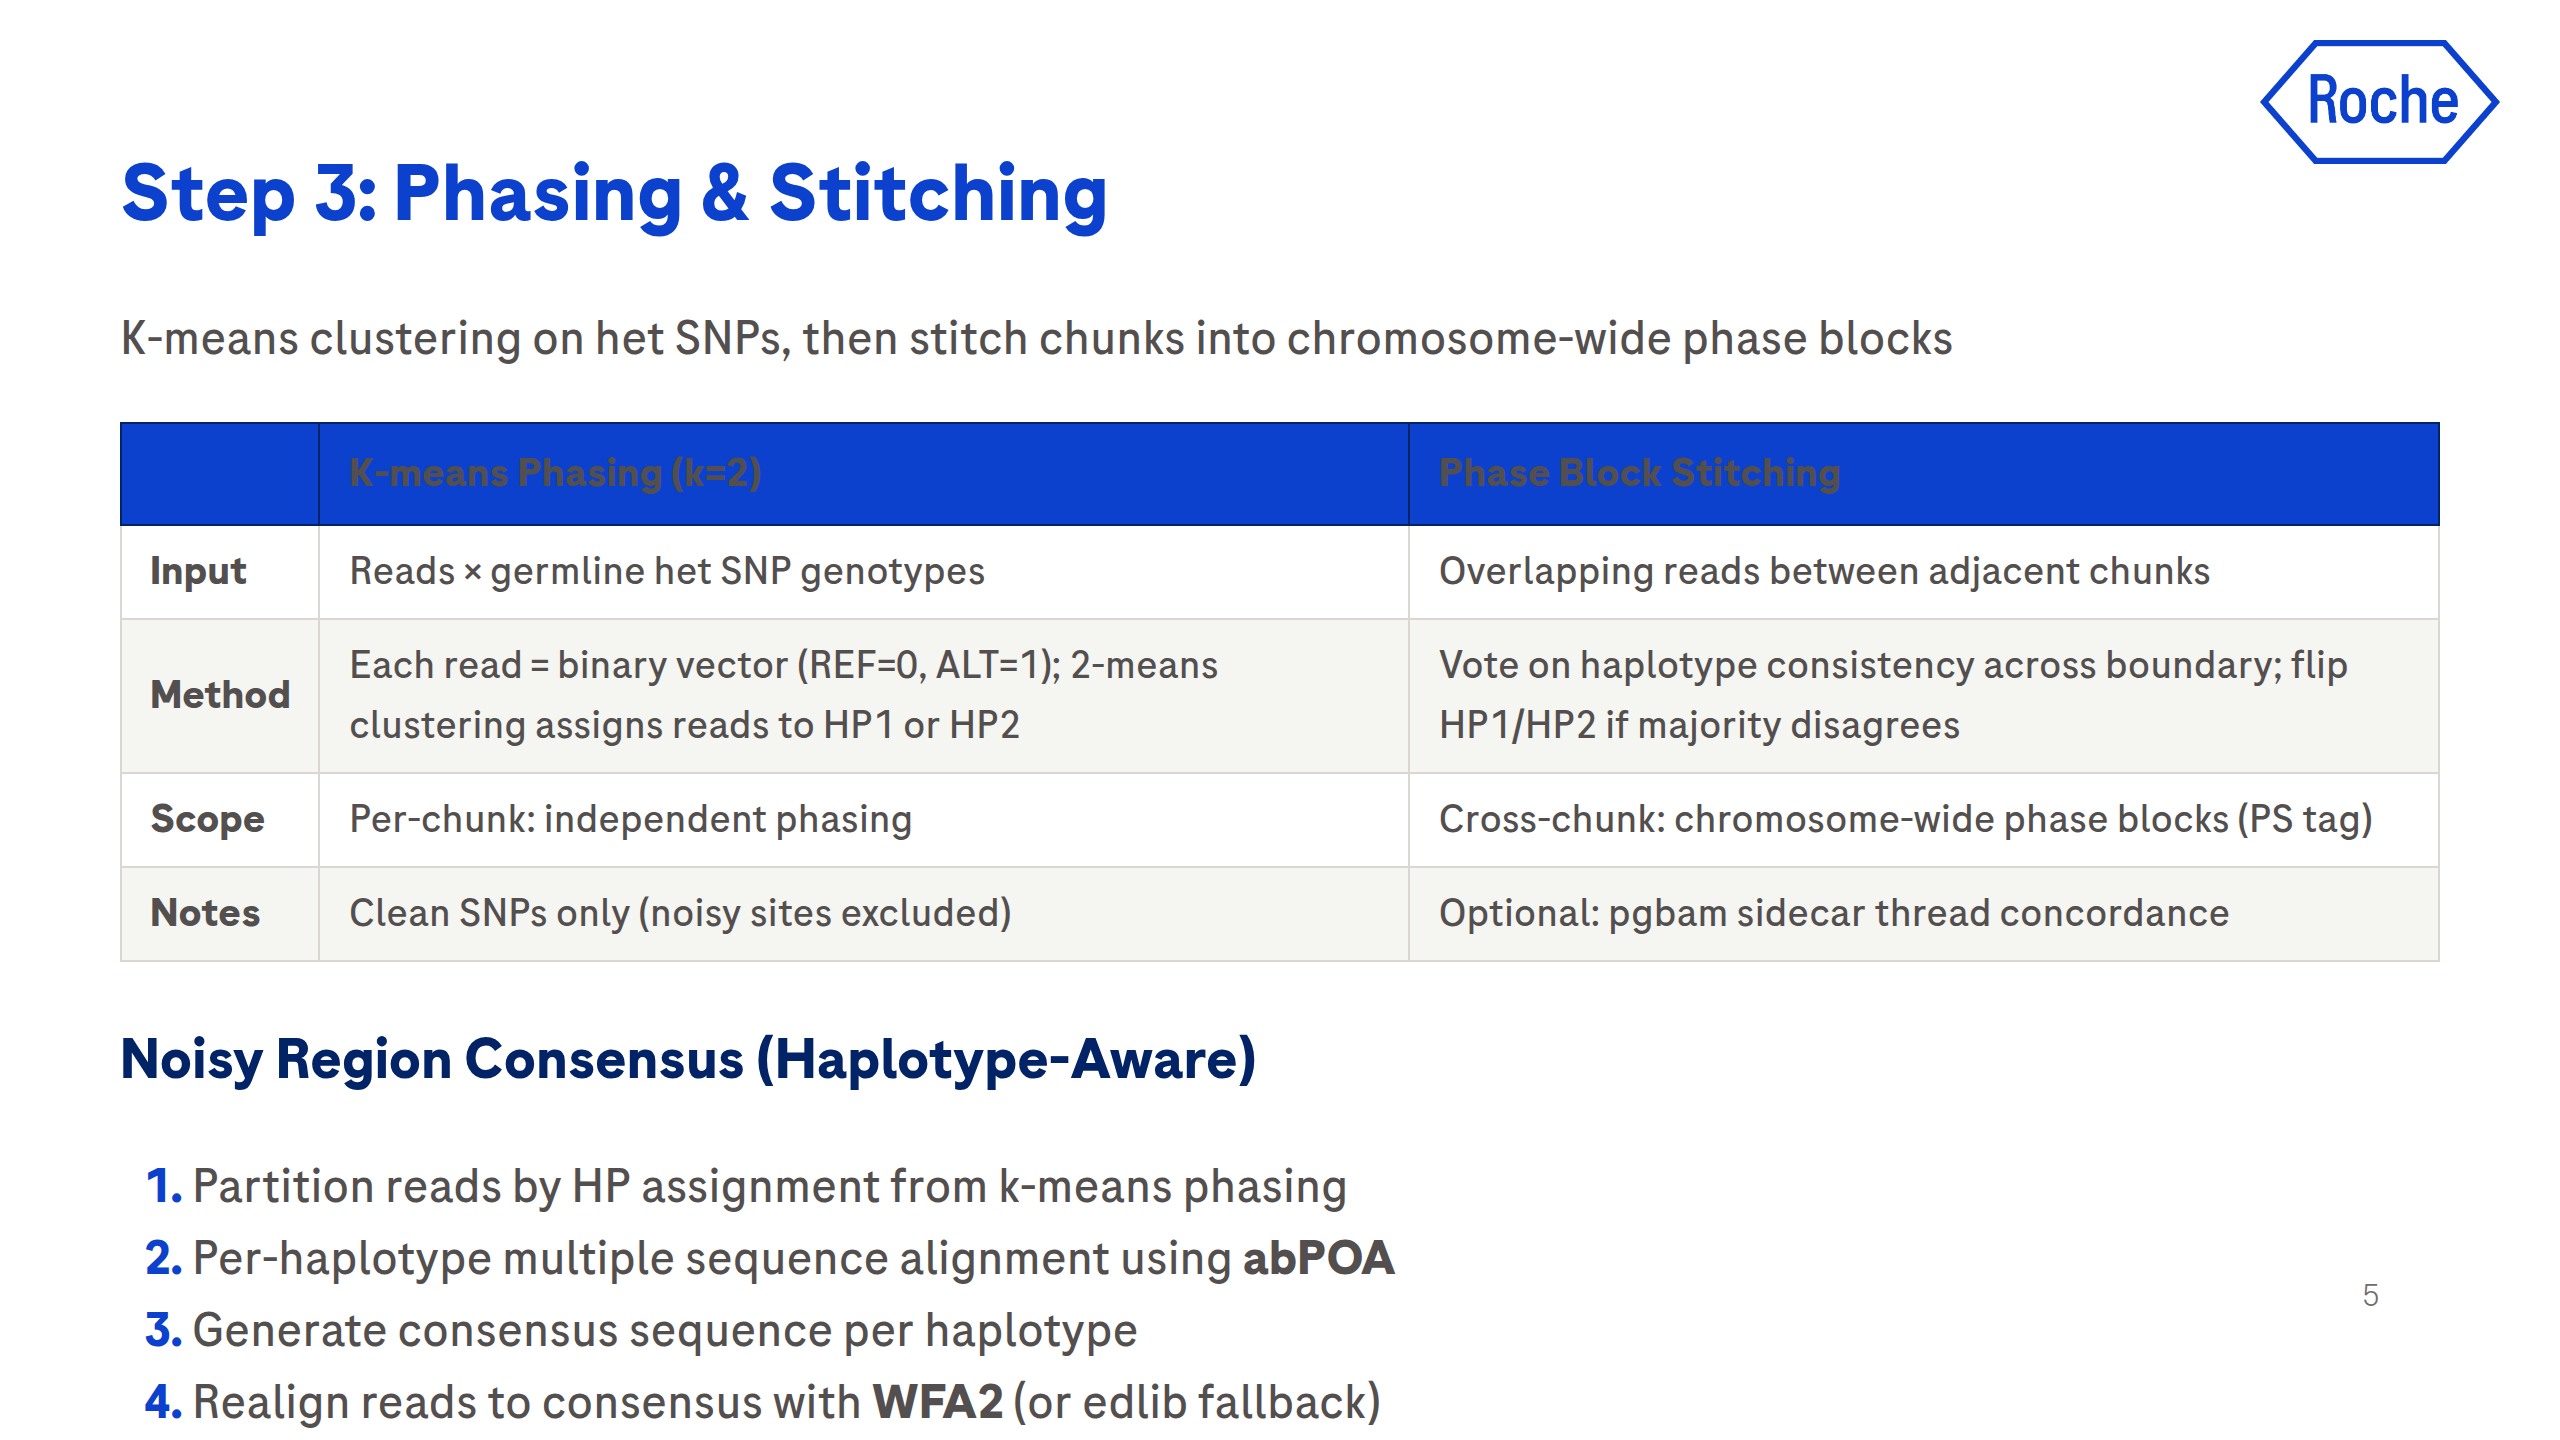 Roche
Step 3: Phasing & Stitching
K-means clustering on het SNPs, then stitch chunks into chromosome-wide phase blocks
K-means Phasing (k=2)
Phase Block Stitching
Input
Reads × germline het SNP genotypes
Overlapping reads between adjacent chunks
Method
Each read = binary vector (REF=0, ALT=1); 2-means
clustering assigns reads to HP1 or HP2
Vote on haplotype consistency across boundary; flip
HP1/HP2 if majority disagrees
Scope
Per-chunk: independent phasing
Cross-chunk: chromosome-wide phase blocks (PS tag)
Notes
Clean SNPs only (noisy sites excluded)
Optional: pgbam sidecar thread concordance
Noisy Region Consensus (Haplotype-Aware)
1. Partition reads by HP assignment from k-means phasing
2. Per-haplotype multiple sequence alignment using abPOA
3. Generate consensus sequence per haplotype
4. Realign reads to consensus with WFA2 (or edlib fallback)
5